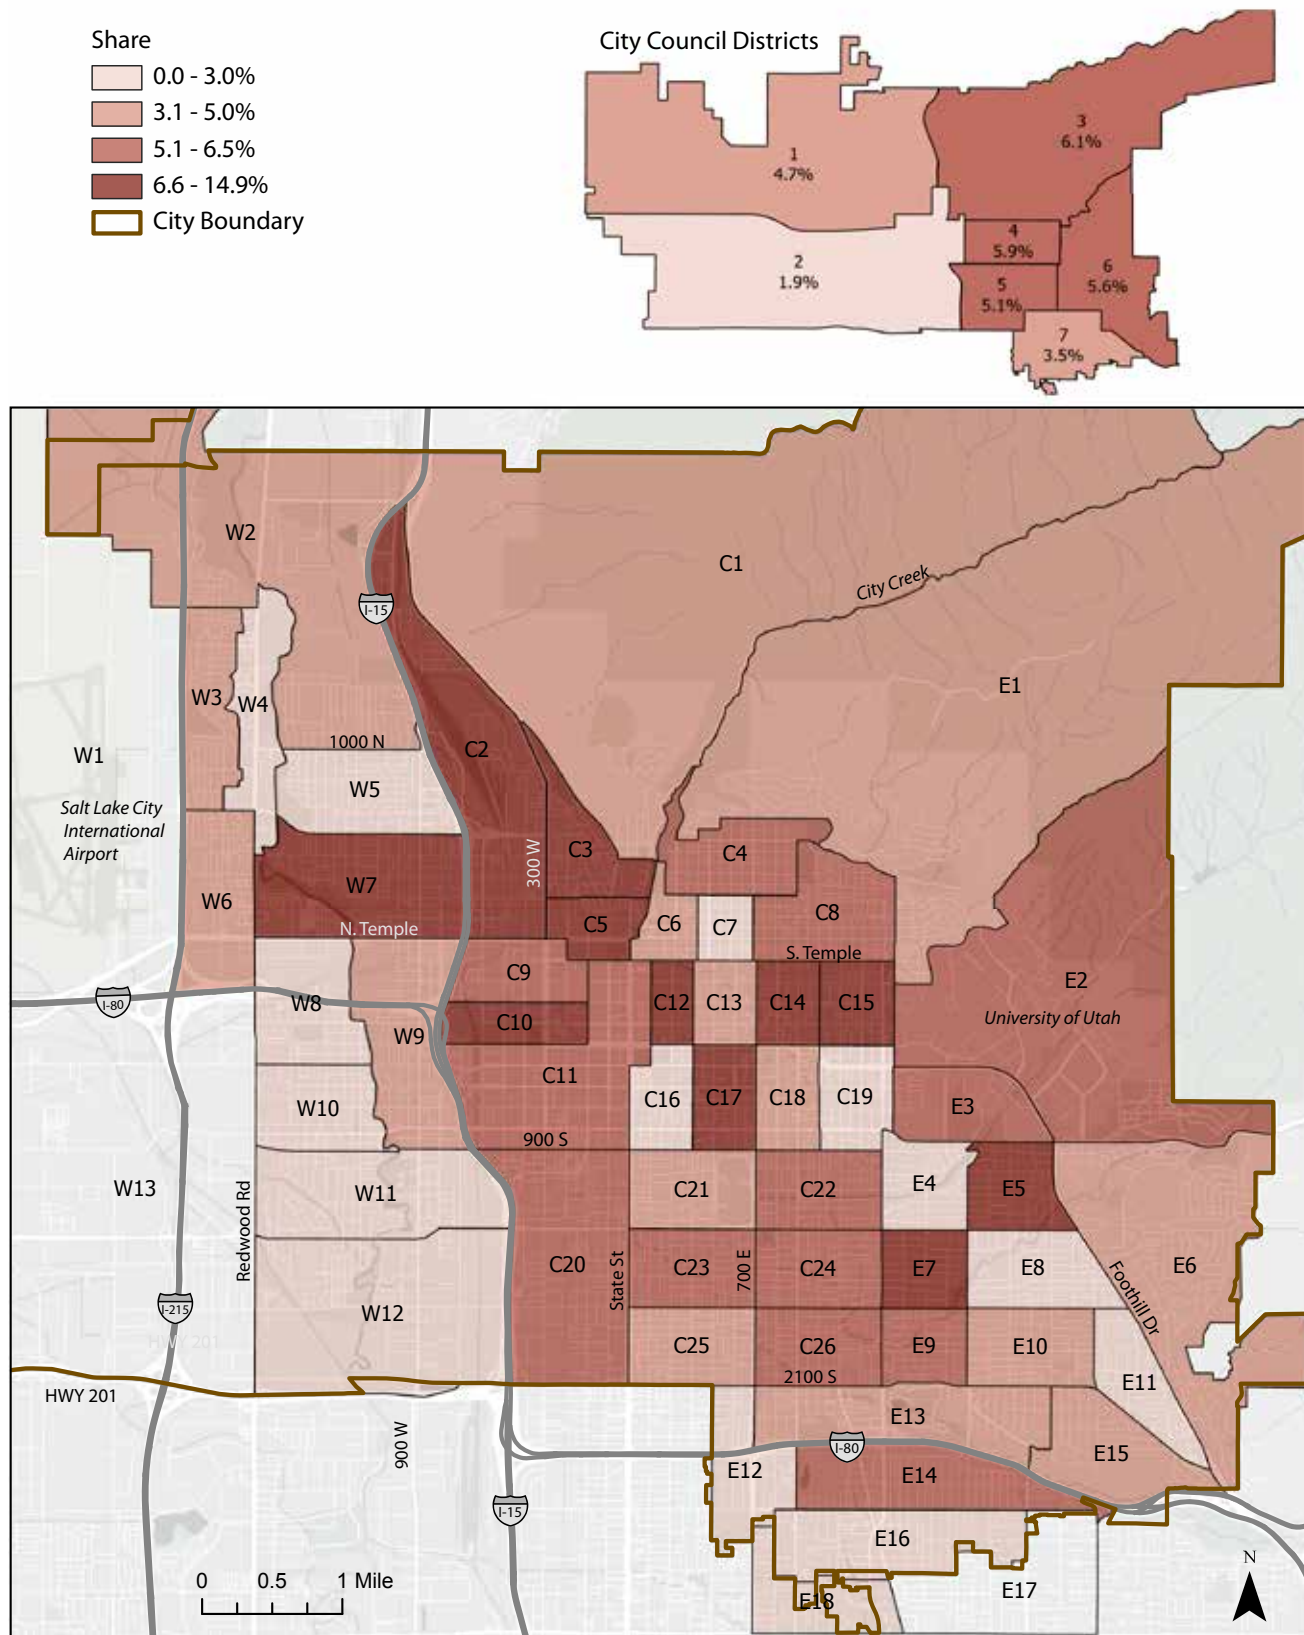 Share
0.0 - 3.0%
3.1 - 5.0%
5.1 - 6.5%
6.6 - 14.9%
City Boundary
City Council Districts
1
4.7%
2
1.9%
3
6.1%
4
5.9%
5
5.1%
6
5.6%
7
3.5%
W2
C1
City Creek
I-15
E1
W3
W4
1000 N
C2
W1
W5
Salt Lake City
International
Airport
300 W
C3
C4
W7
W6
N. Temple
C5
C6
C7
C8
S. Temple
C9
E2
University of Utah
I-80
W8
C10
C12
C13
C14
C15
W9
C11
W10
C16
C17
C18
C19
E3
900 S
W13
Redwood Rd
W11
C21
C22
E4
E5
C20
State St
C23
700 E
C24
E7
E8
E6
Foothill Dr
I-215
HWY 201
W12
C25
C26
E9
E10
2100 S
E11
HWY 201
900 W
E13
I-80
E12
E14
E15
I-15
E16
E17
E18
0 0.5 1 Mile
N